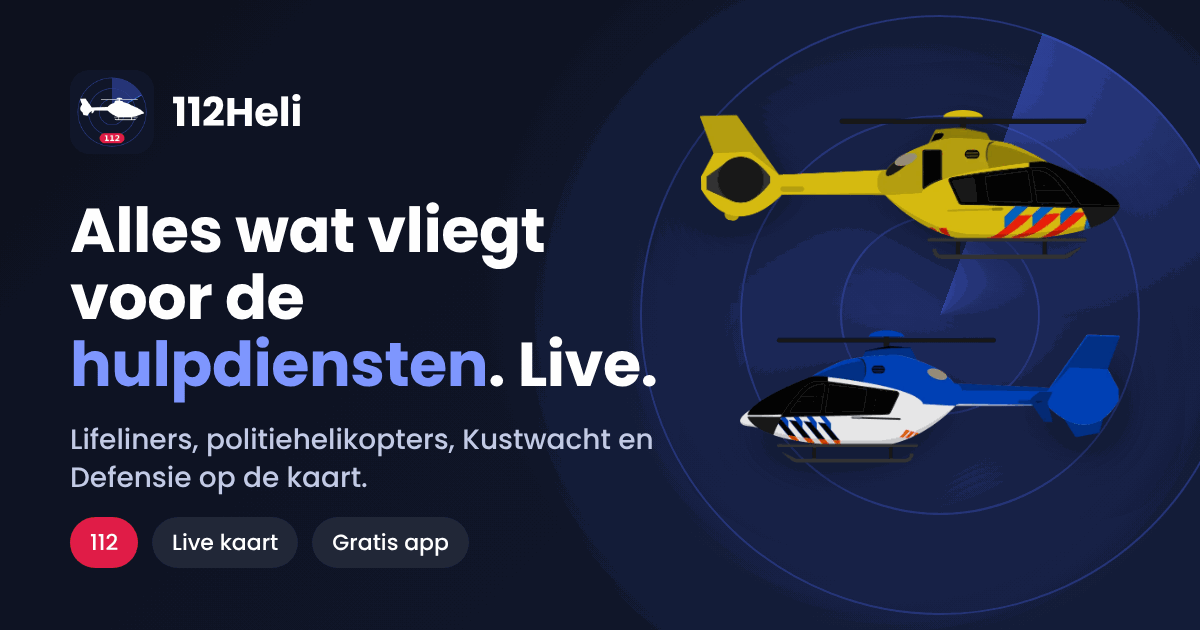 112
112Heli
Alles wat vliegt
voor de
hulpdiensten. Live.
Lifeliners, politiehelikopters, Kustwacht en
Defensie op de kaart.
112
Live kaart
Gratis app